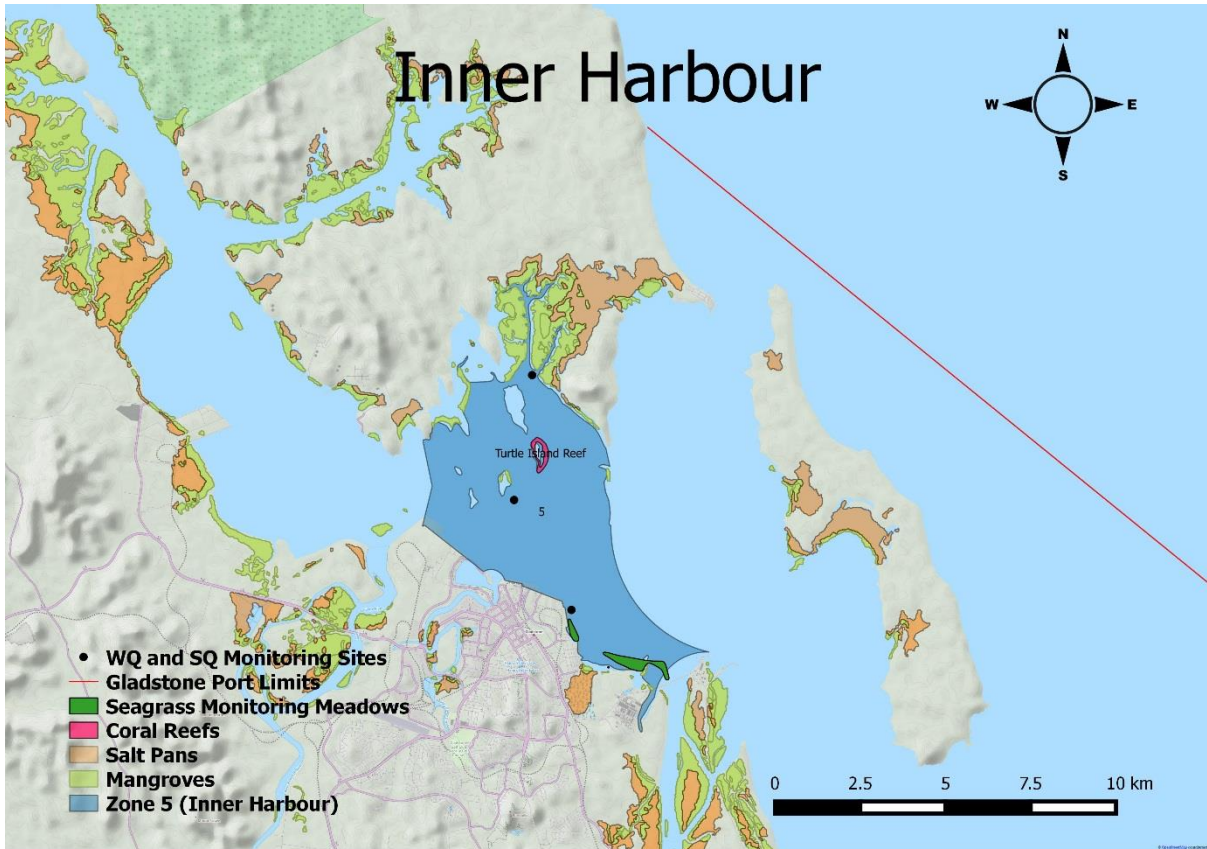 Inner Harbour
N
W
E
S
Turtle Island Reef
5
WQ and SQ Monitoring Sites
Gladstone Port Limits
Seagrass Monitoring Meadows
Coral Reefs
Salt Pans
Mangroves
Zone 5 (Inner Harbour)
0 2.5 5 7.5 10 km